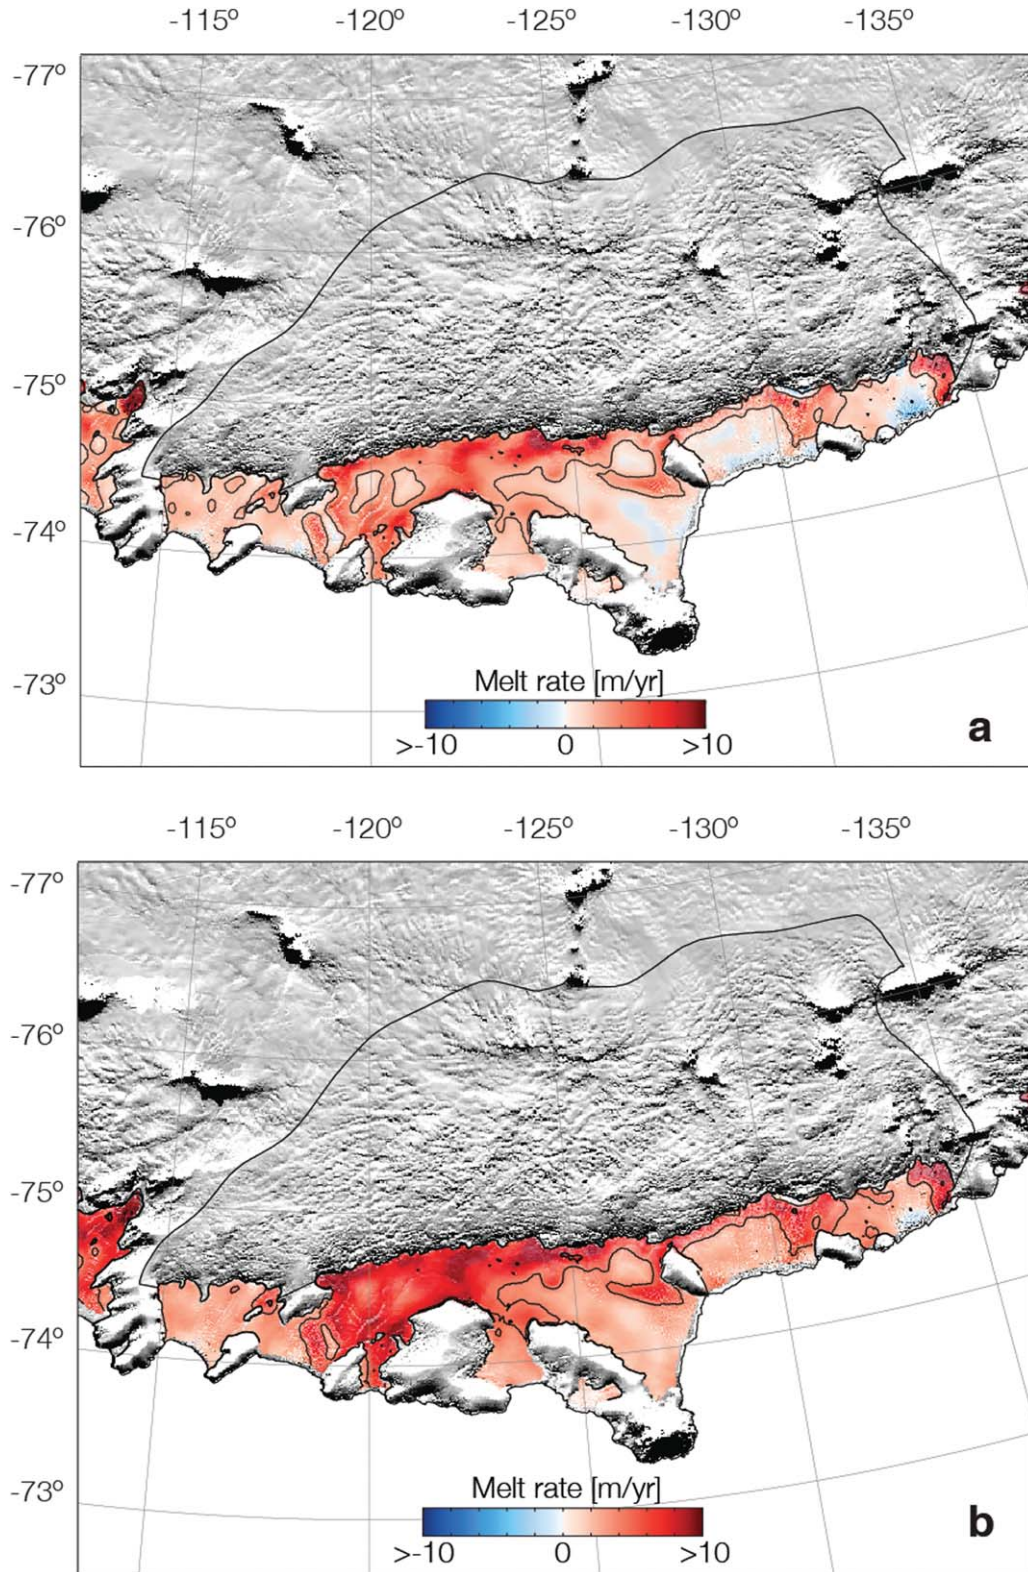 -115º -120º -125º -130º -135º
-77º
-76º
-75º
-74º
-73º
Melt rate [m/yr]
>-10 0 >10
a
-115º -120º -125º -130º -135º
-77º
-76º
-75º
-74º
-73º
Melt rate [m/yr]
>-10 0 >10
b